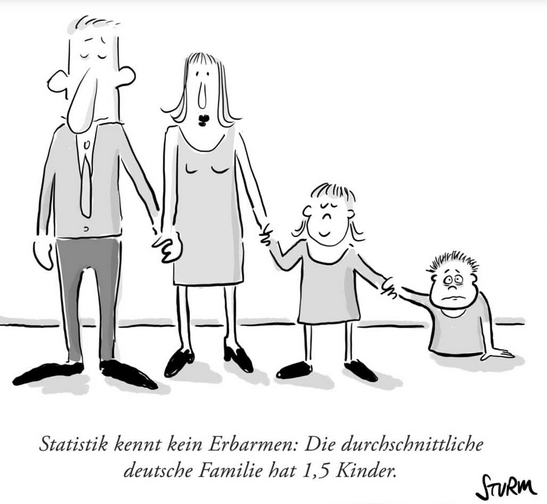 Statistik kennt kein Erbarmen: Die durchschnittliche
deutsche Familie hat 1,5 Kinder.
STURM